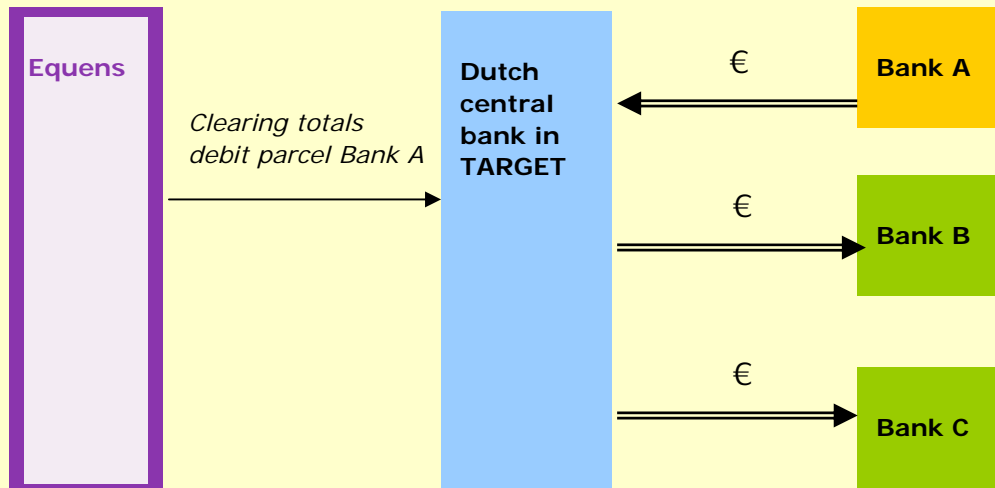 Equens
Clearing totals
debit parcel Bank A
Dutch
central
bank in
TARGET
€
Bank A
€
Bank B
€
Bank C